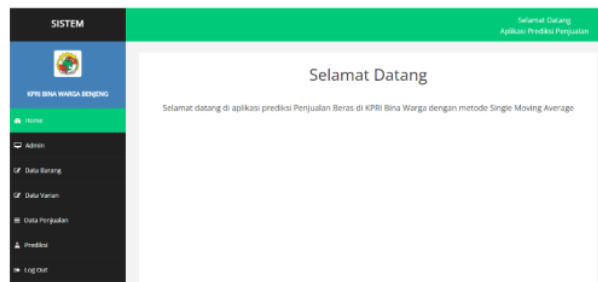 SISTEM
Selamat Datang
Aplikasi Prediksi Penjualan
KPRI BINA WARGA BENJENG
Home
Admin
Data Barang
Data Varian
Data Penjualan
Prediksi
Log Out
Selamat Datang
Selamat datang di aplikasi prediksi Penjualan Beras di KPRI Bina Warga dengan metode Single Moving Average